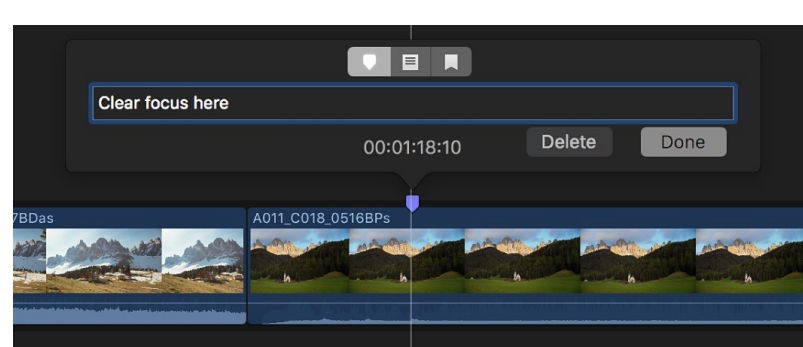 Clear focus here
00:01:18:10
Delete
Done
7BDas
A011_C018_0516BPs